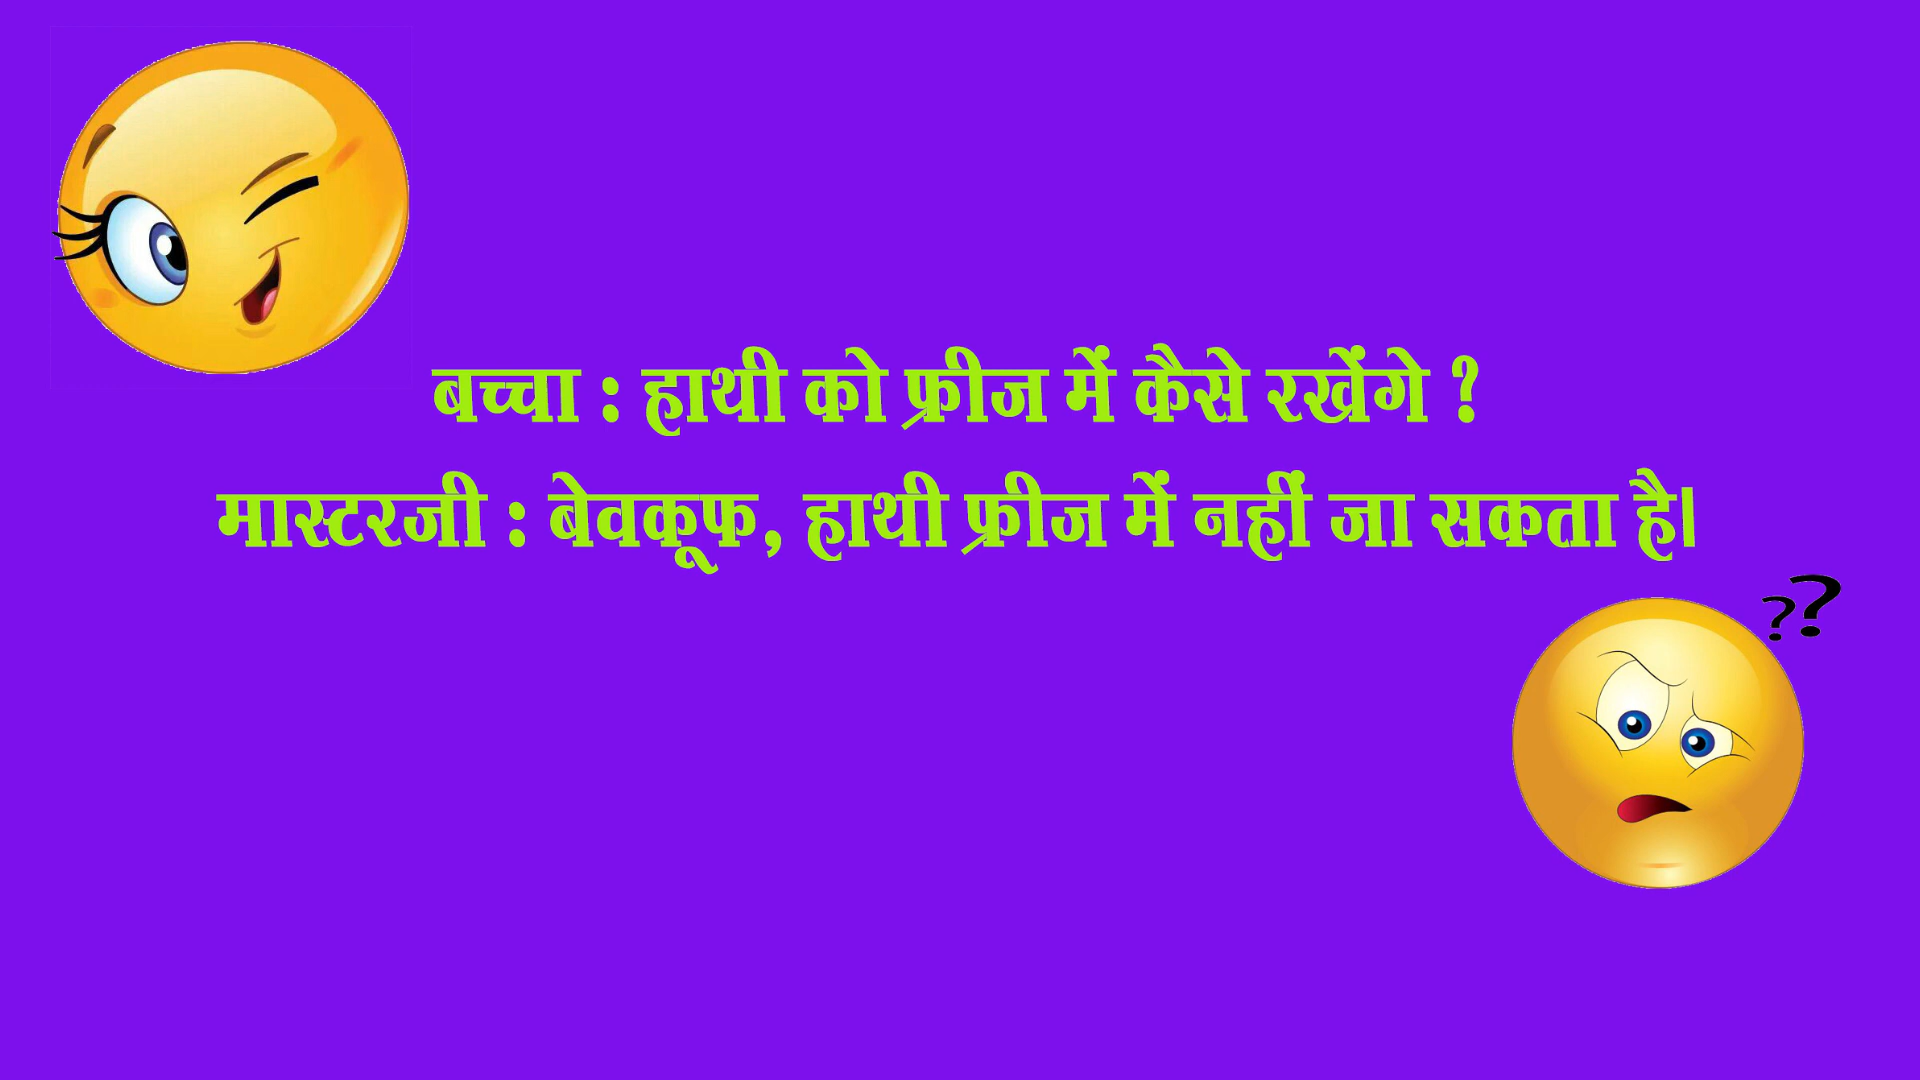 बच्चा : हाथी को फ्रीज में कैसे रखेंगे ?
मास्टरजी : बेवकूफ, हाथी फ्रीज में नहीं जा सकता है।
??